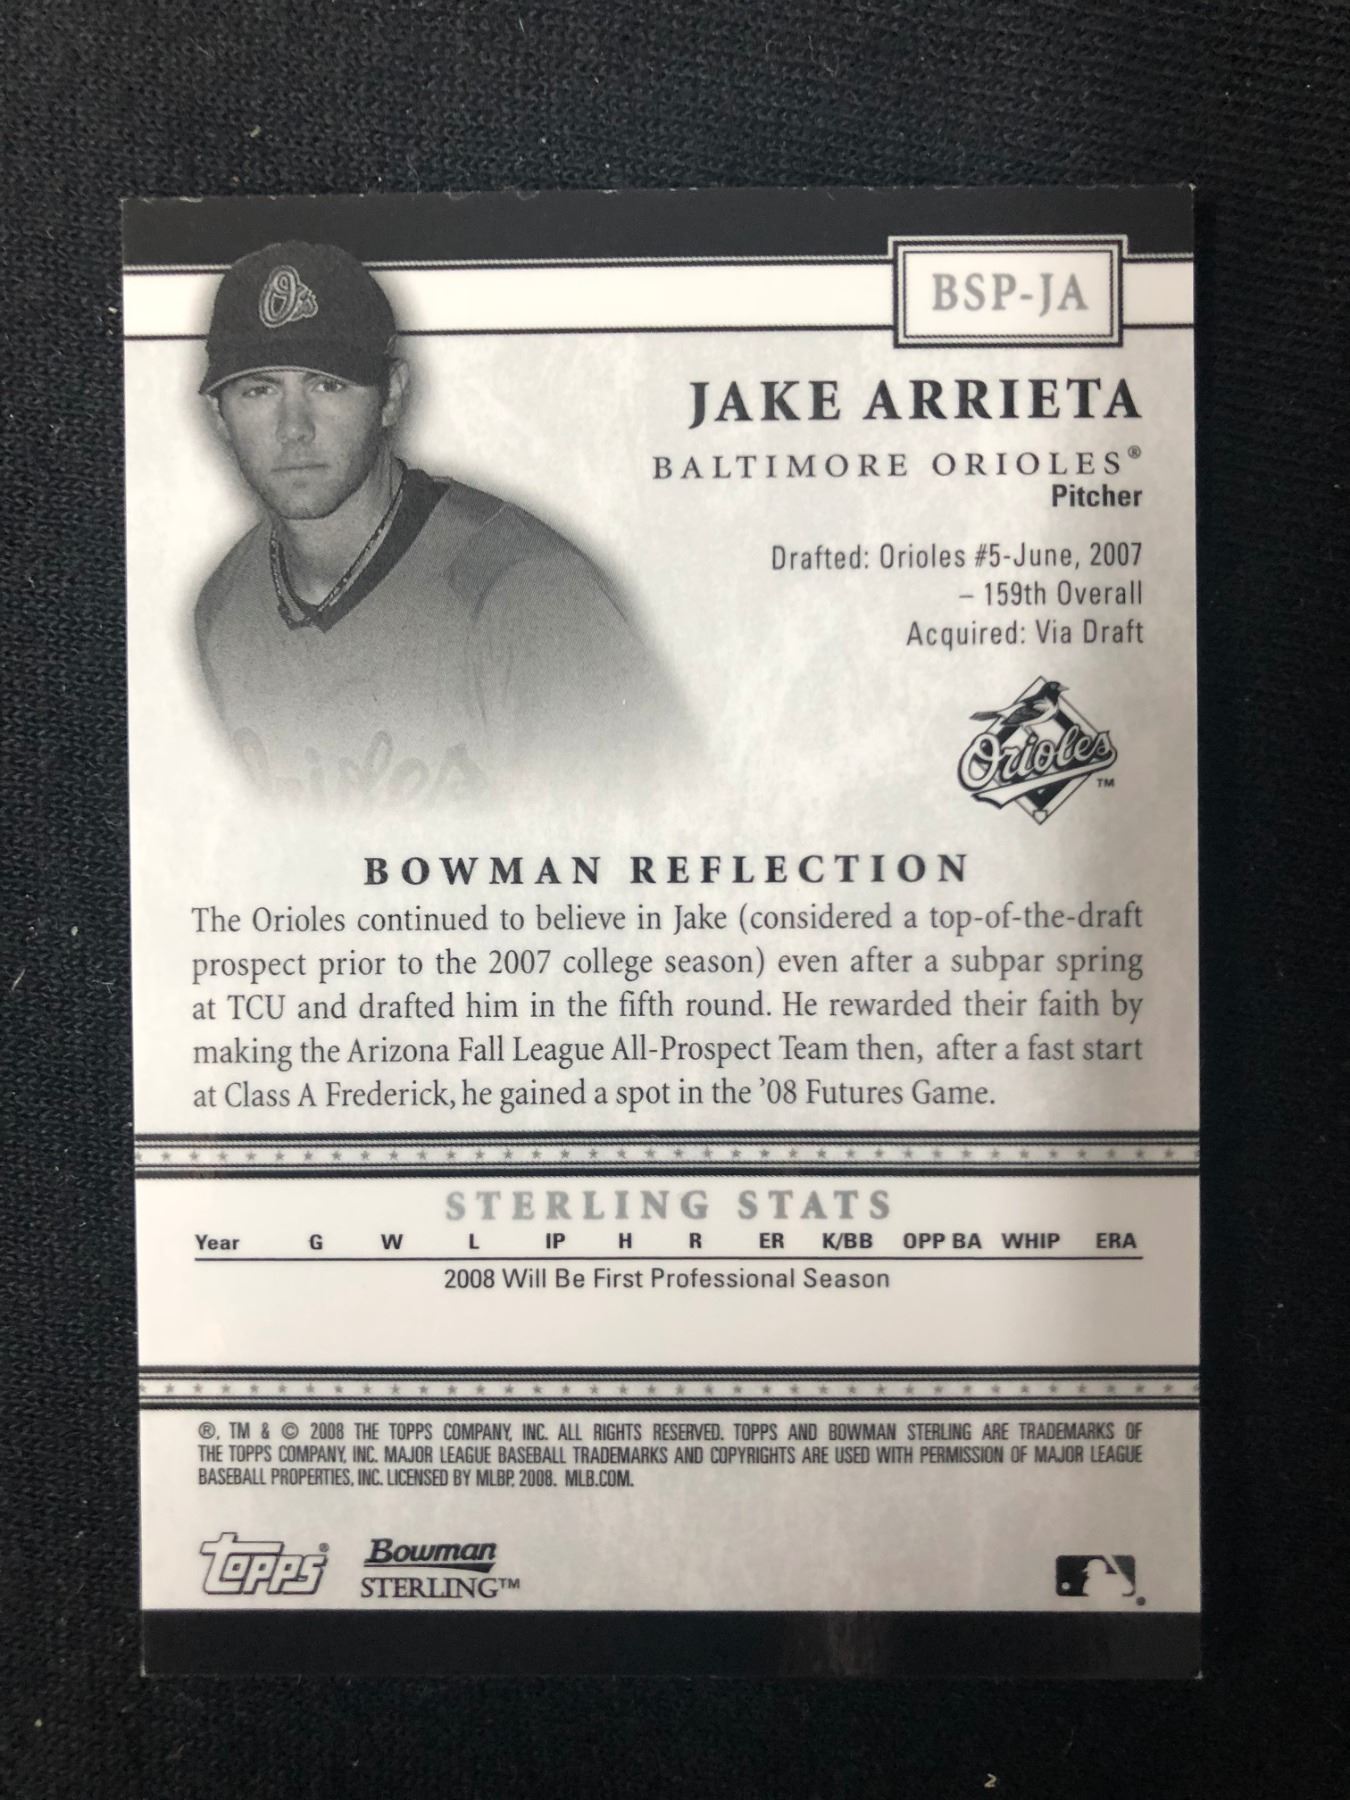 BSP-JA
O's
JAKE ARRIETA
BALTIMORE ORIOLES®
Pitcher
Drafted: Orioles #5-June, 2007
– 159th Overall
Acquired: Via Draft
Orioles
Orioles™
BOWMAN REFLECTION
The Orioles continued to believe in Jake (considered a top-of-the-draft
prospect prior to the 2007 college season) even after a subpar spring
at TCU and drafted him in the fifth round. He rewarded their faith by
making the Arizona Fall League All-Prospect Team then, after a fast start
at Class A Frederick, he gained a spot in the '08 Futures Game.
STERLING STATS
Year G W L IP H R ER K/BB OPP BA WHIP ERA
2008 Will Be First Professional Season
®, TM & © 2008 THE TOPPS COMPANY, INC. ALL RIGHTS RESERVED. TOPPS AND BOWMAN STERLING ARE TRADEMARKS OF
THE TOPPS COMPANY, INC. MAJOR LEAGUE BASEBALL TRADEMARKS AND COPYRIGHTS ARE USED WITH PERMISSION OF MAJOR LEAGUE
BASEBALL PROPERTIES, INC. LICENSED BY MLBP, 2008. MLB.COM.
Topps®
Bowman
STERLING™